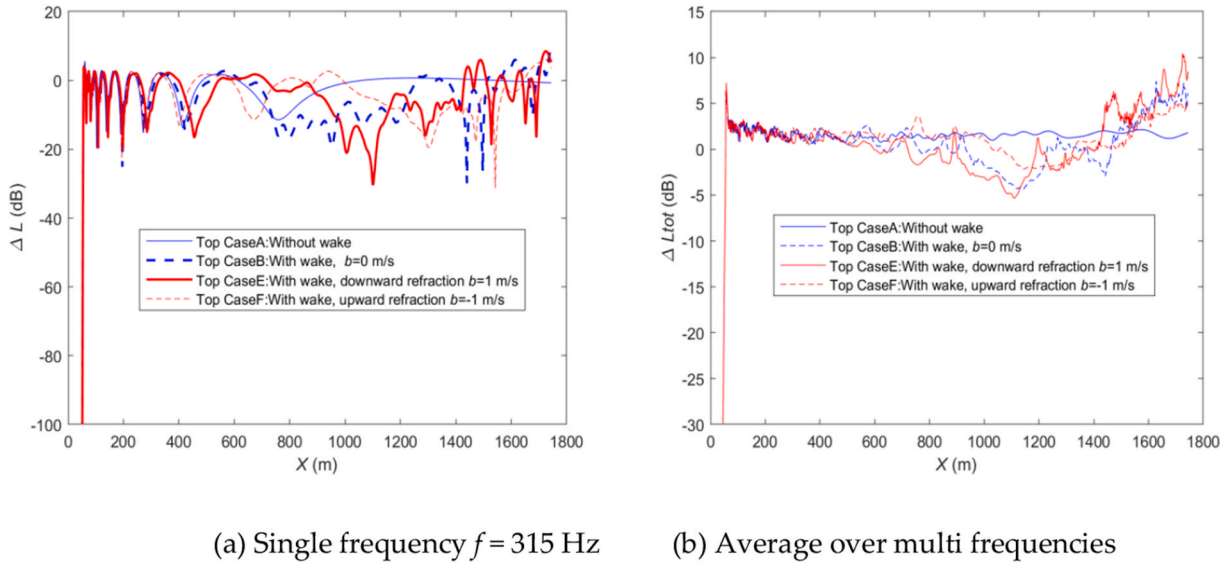 20
0
-20
-40
-60
-80
-100
Δ L (dB)
0 200 400 600 800 1000 1200 1400 1600 1800
X (m)
Top CaseA:Without wake
Top CaseB:With wake, b=0 m/s
Top CaseE:With wake, downward refraction b=1 m/s
Top CaseF:With wake, upward refraction b=-1 m/s
(a) Single frequency f = 315 Hz
15
10
5
0
-5
-10
-15
-20
-25
-30
Δ Ltot (dB)
0 200 400 600 800 1000 1200 1400 1600 1800
X (m)
Top CaseA:Without wake
Top CaseB:With wake, b=0 m/s
Top CaseE:With wake, downward refraction b=1 m/s
Top CaseF:With wake, upward refraction b=-1 m/s
(b) Average over multi frequencies